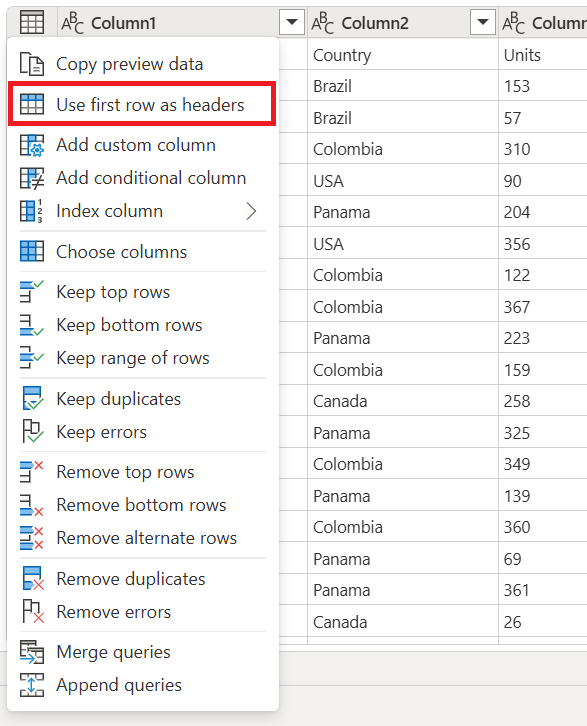 ABC Column1 ABC Column2 ABC Column
Copy preview data
Use first row as headers
Add custom column
Add conditional column
Index column
Choose columns
Keep top rows
Keep bottom rows
Keep range of rows
Keep duplicates
Keep errors
Remove top rows
Remove bottom rows
Remove alternate rows
Remove duplicates
Remove errors
Merge queries
Append queries
Country Units
Brazil 153
Brazil 57
Colombia 310
USA 90
Panama 204
USA 356
Colombia 122
Colombia 367
Panama 223
Colombia 159
Canada 258
Panama 325
Colombia 349
Panama 139
Colombia 360
Panama 69
Panama 361
Canada 26